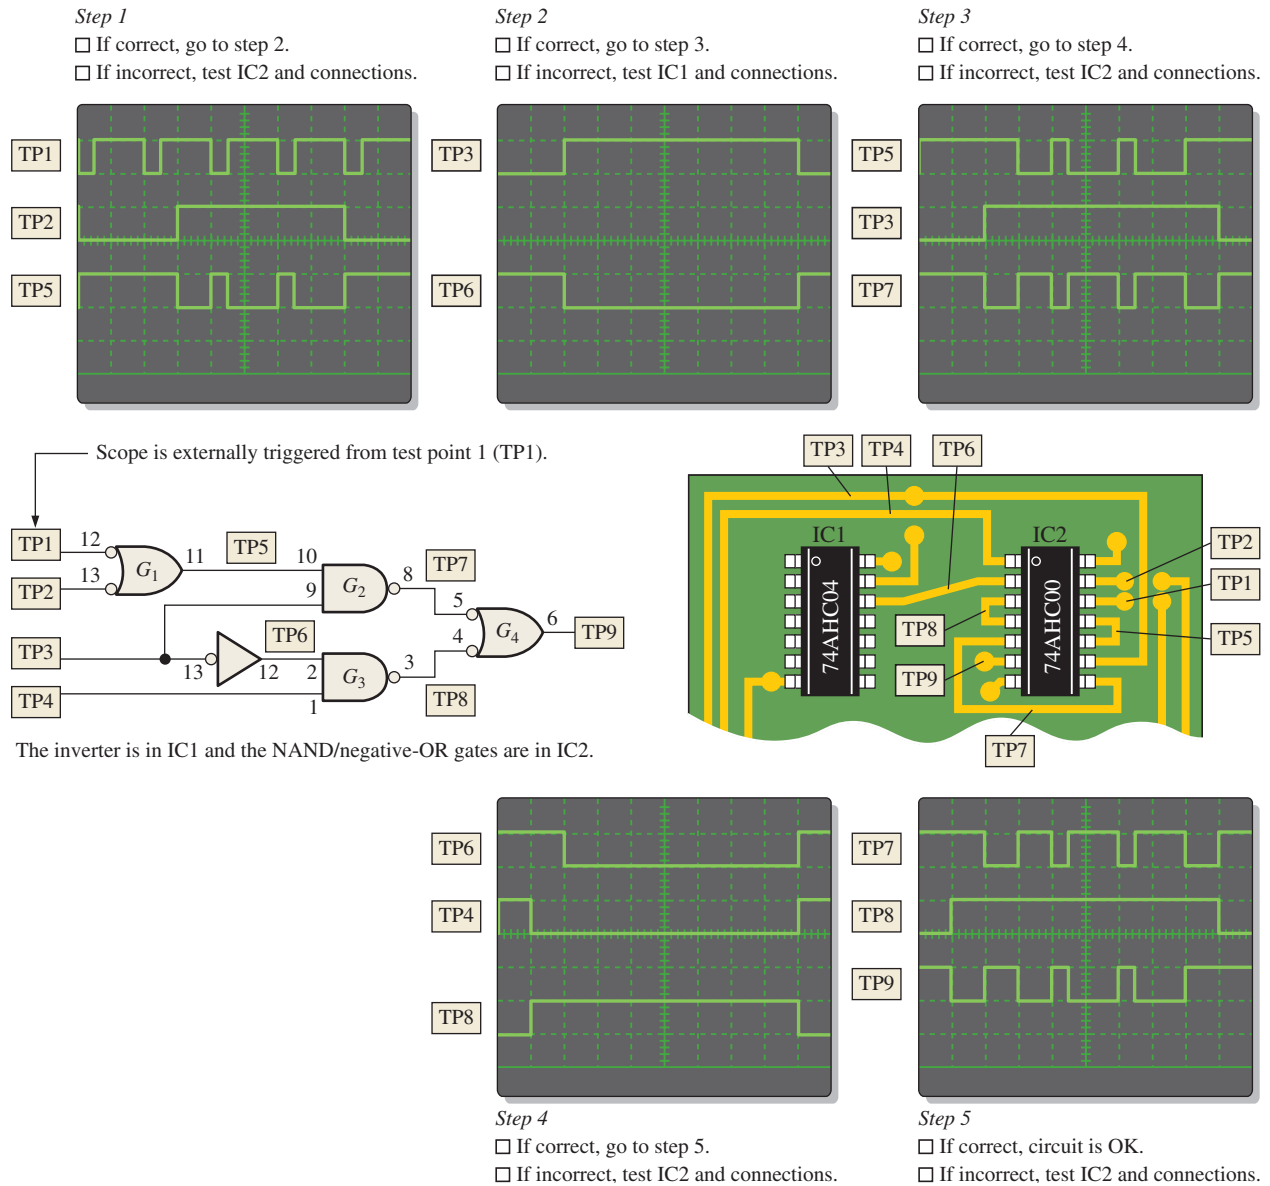 Step 1
☐ If correct, go to step 2.
☐ If incorrect, test IC2 and connections.
Step 2
☐ If correct, go to step 3.
☐ If incorrect, test IC1 and connections.
Step 3
☐ If correct, go to step 4.
☐ If incorrect, test IC2 and connections.
TP1
TP2
TP5
TP3
TP6
TP5
TP3
TP7
Scope is externally triggered from test point 1 (TP1).
TP1
12
13
TP2
G1
11
TP5
10
9
G2
8
TP7
5
4
G4
6
TP9
TP3
13
12
TP6
2
1
G3
3
TP8
TP4
The inverter is in IC1 and the NAND/negative-OR gates are in IC2.
TP3
TP4
TP6
IC1
IC2
74AHC04
74AHC00
TP2
TP1
TP8
TP5
TP9
TP7
TP6
TP4
TP8
TP7
TP8
TP9
Step 4
☐ If correct, go to step 5.
☐ If incorrect, test IC2 and connections.
Step 5
☐ If correct, circuit is OK.
☐ If incorrect, test IC2 and connections.